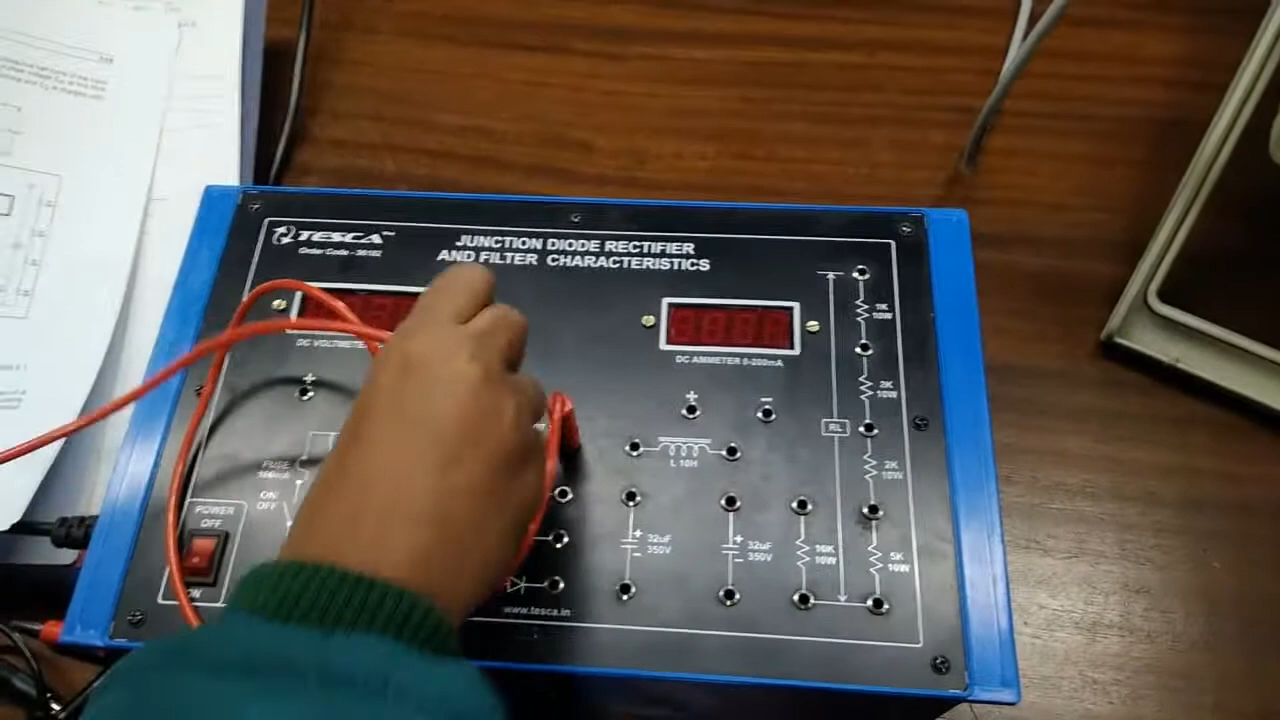 TESCA
Order Code - 36102
JUNCTION DIODE RECTIFIER
AND FILTER CHARACTERISTICS
DC AMMETER 0-200mA
+
+ −
L 10H
FUSE
ON
OFF
POWER
OFF
ON
+
−
32uF
350V
+
−
32uF
350V
10K
10W
RL
1K
10W
2K
10W
2K
10W
5K
10W
www.tesca.in